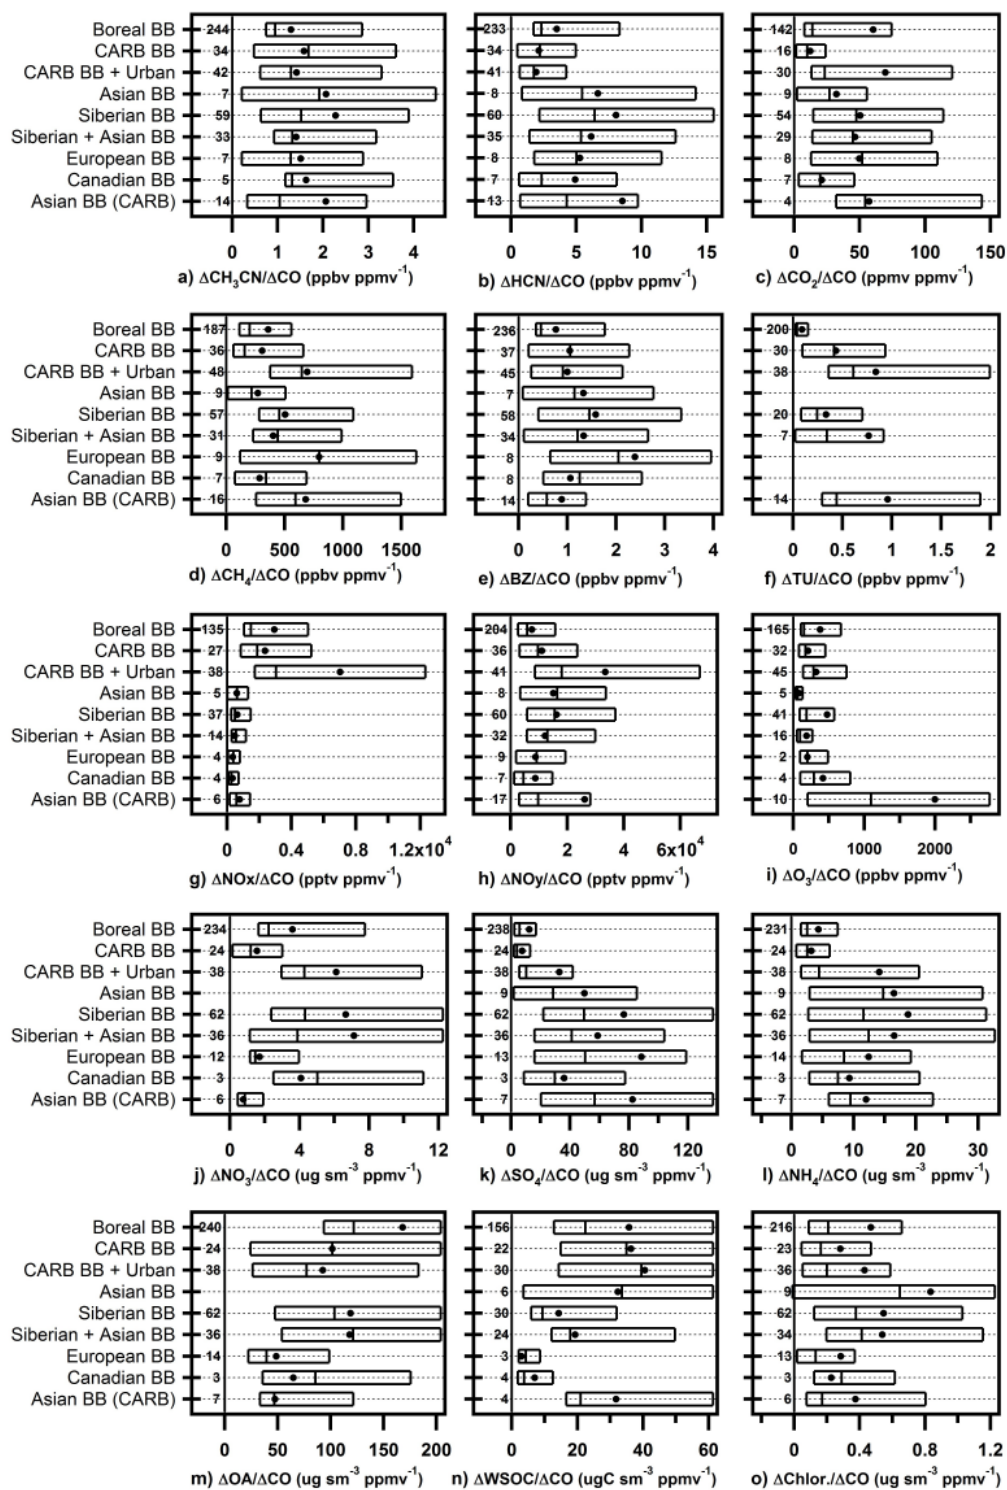 Boreal BB 244 233 142
CARB BB 34 34 16
CARB BB + Urban 42 41 30
Asian BB 7 8 9
Siberian BB 59 60 54
Siberian + Asian BB 33 35 29
European BB 7 8 8
Canadian BB 5 7 7
Asian BB (CARB) 14 13 4
0 1 2 3 4 0 5 10 15 0 50 100 150
a) ΔCH₃CN/ΔCO (ppbv ppmv⁻¹) b) ΔHCN/ΔCO (ppbv ppmv⁻¹) c) ΔCO₂/ΔCO (ppmv ppmv⁻¹)
Boreal BB 187 236 200
CARB BB 36 37 30
CARB BB + Urban 48 45 38
Asian BB 9 7
Siberian BB 57 58 20
Siberian + Asian BB 31 34 7
European BB 9 8
Canadian BB 7 8
Asian BB (CARB) 16 14 14
0 500 1000 1500 0 1 2 3 4 0 0.5 1 1.5 2
d) ΔCH₄/ΔCO (ppbv ppmv⁻¹) e) ΔBZ/ΔCO (ppbv ppmv⁻¹) f) ΔTU/ΔCO (ppbv ppmv⁻¹)
Boreal BB 135 204 165
CARB BB 27 36 32
CARB BB + Urban 38 41 45
Asian BB 5 8 5
Siberian BB 37 60 41
Siberian + Asian BB 14 32 16
European BB 4 9 2
Canadian BB 4 7 4
Asian BB (CARB) 6 17 10
0 0.4 0.8 1.2x10⁴ 0 2 4 6x10⁴ 0 1000 2000
g) ΔNOx/ΔCO (pptv ppmv⁻¹) h) ΔNOy/ΔCO (pptv ppmv⁻¹) i) ΔO₃/ΔCO (ppbv ppmv⁻¹)
Boreal BB 234 238 231
CARB BB 24 24 24
CARB BB + Urban 38 38 38
Asian BB 9 9
Siberian BB 62 62 62
Siberian + Asian BB 36 36 36
European BB 12 13 14
Canadian BB 3 3 3
Asian BB (CARB) 6 7 7
0 4 8 12 0 40 80 120 0 10 20 30
j) ΔNO₃/ΔCO (ug sm⁻³ ppmv⁻¹) k) ΔSO₄/ΔCO (ug sm⁻³ ppmv⁻¹) l) ΔNH₄/ΔCO (ug sm⁻³ ppmv⁻¹)
Boreal BB 240 156 216
CARB BB 24 22 23
CARB BB + Urban 38 30 36
Asian BB 6 9
Siberian BB 62 30 62
Siberian + Asian BB 36 24 34
European BB 14 3 13
Canadian BB 3 4 3
Asian BB (CARB) 7 4 6
0 50 100 150 200 0 20 40 60 0 0.4 0.8 1.2
m) ΔOA/ΔCO (ug sm⁻³ ppmv⁻¹) n) ΔWSOC/ΔCO (ugC sm⁻³ ppmv⁻¹) o) ΔChlor./ΔCO (ug sm⁻³ ppmv⁻¹)